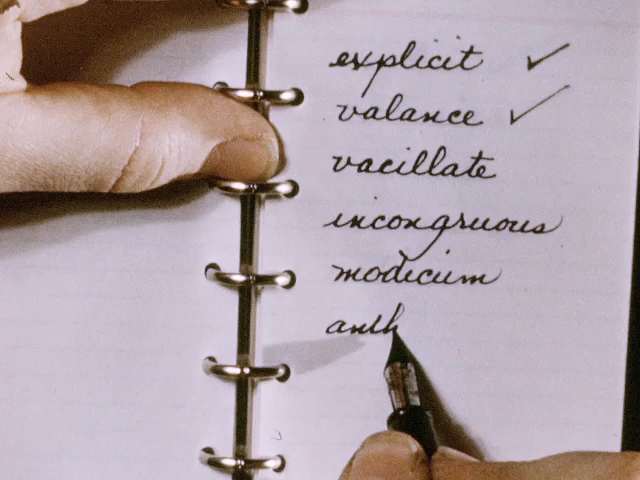 explicit ✓
valance ✓
vacillate
incongruous
modicum
anth